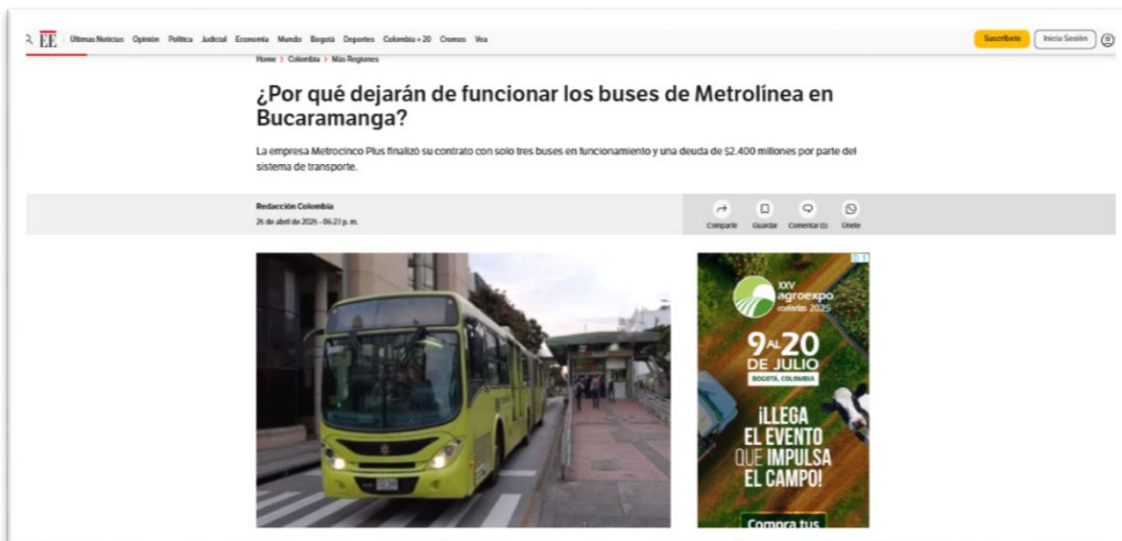 EE Últimas Noticias Opinión Política Judicial Economía Mundo Bogotá Deportes Colombia + 20 Cromos Vea Suscríbete Inicia Sesión
Home > Colombia > Más Regiones
¿Por qué dejarán de funcionar los buses de Metrolínea en
Bucaramanga?
La empresa Metrocinco Plus finalizó su contrato con solo tres buses en funcionamiento y una deuda de $2.400 millones por parte del
sistema de transporte.
Redacción Colombia
26 de abril de 2025 - 06:23 p. m.
Compartir Guardar Comentar (1) Únete
XXV
agroexpo
corferias 2025
9 AL 20
DE JULIO
BOGOTÁ, COLOMBIA
¡LLEGA
EL EVENTO
QUE IMPULSA
EL CAMPO!
Compra tus